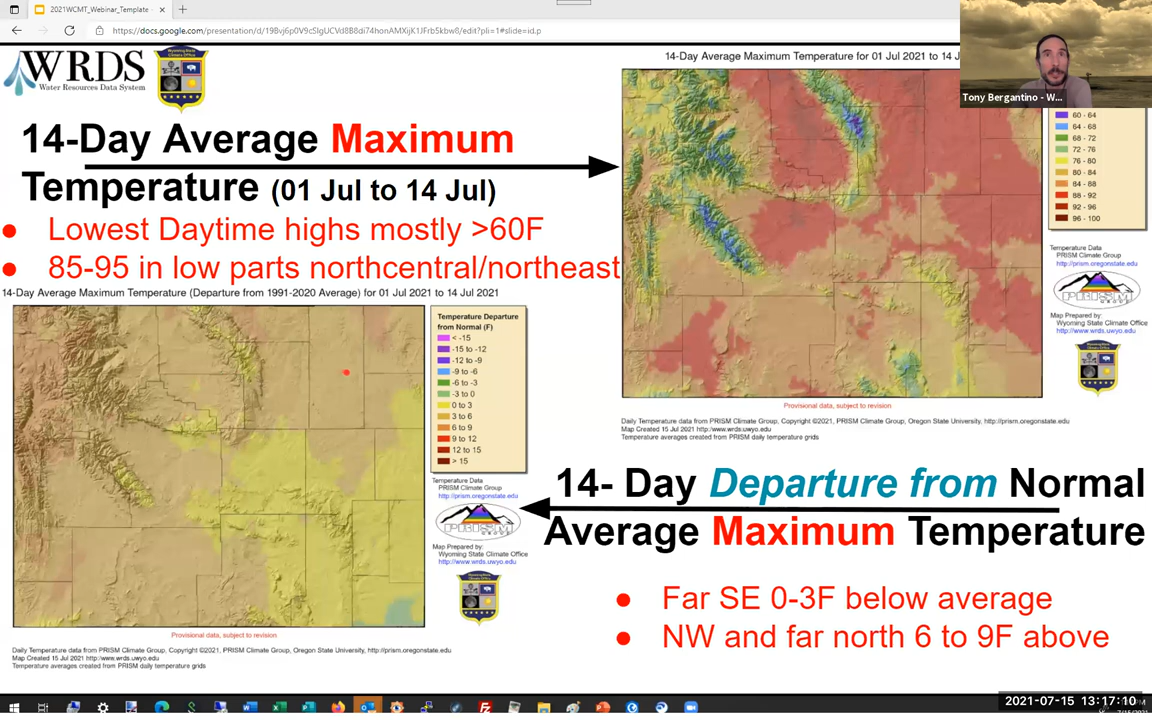 2021WCMT_Webinar_Template -
https://docs.google.com/presentation/d/19Bvj6p0V9cSlgUCVd8B8di74honAMXijK1JFrb5kbw8/edit?pli=1#slide=id.p
WRDS
Water Resources Data System
14-Day Average Maximum
Temperature (01 Jul to 14 Jul)
• Lowest Daytime highs mostly >60F
• 85-95 in low parts northcentral/northeast
14-Day Average Maximum Temperature for 01 Jul 2021 to 14 J
Tony Bergantino - W...
60 - 64
64 - 68
68 - 72
72 - 76
76 - 80
80 - 84
84 - 88
88 - 92
92 - 96
96 - 100
Temperature Data
PRISM Climate Group
http://prism.oregonstate.edu
PRISM
GROUP
Map Prepared by:
Wyoming State Climate Office
http://www.wrds.uwyo.edu
Provisional data, subject to revision
Daily Temperature data from PRISM Climate Group, Copyright ©2021, PRISM Climate Group, Oregon State University, http://prism.oregonstate.edu
Map Created 15 Jul 2021 http:/www.wrds.uwyo.edu
Temperature averages created from PRISM daily temperature grids
14-Day Average Maximum Temperature (Departure from 1991-2020 Average) for 01 Jul 2021 to 14 Jul 2021
Temperature Departure
from Normal (F)
< -15
-15 to -12
-12 to -9
-9 to -6
-6 to -3
-3 to 0
0 to 3
3 to 6
6 to 9
9 to 12
12 to 15
> 15
Temperature Data
PRISM Climate Group
http://prism.oregonstate.edu
PRISM
GROUP
Map Prepared by:
Wyoming State Climate Office
http://www.wrds.uwyo.edu
Provisional data, subject to revision
Daily Temperature data from PRISM Climate Group, Copyright ©2021, PRISM Climate Group, Oregon State University, http://prism.oregonstate.edu
Map Created 15 Jul 2021 http:/www.wrds.uwyo.edu
Temperature averages created from PRISM daily temperature grids
14- Day Departure from Normal
Average Maximum Temperature
• Far SE 0-3F below average
• NW and far north 6 to 9F above
2021-07-15 13:17:10